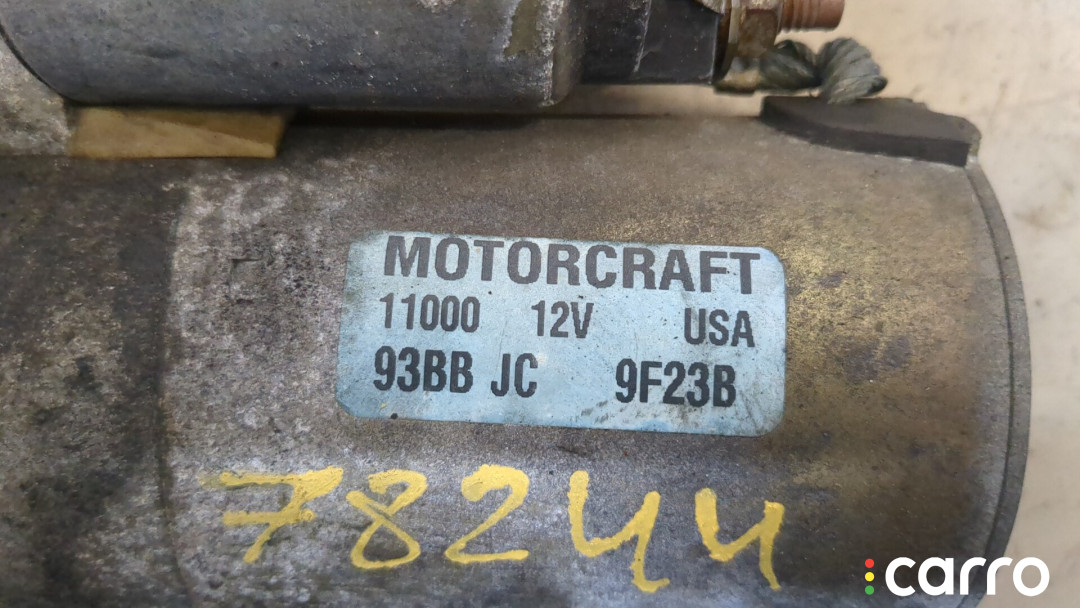 MOTORCRAFT
11000 12V USA
93BB JC 9F23B
78244
carro